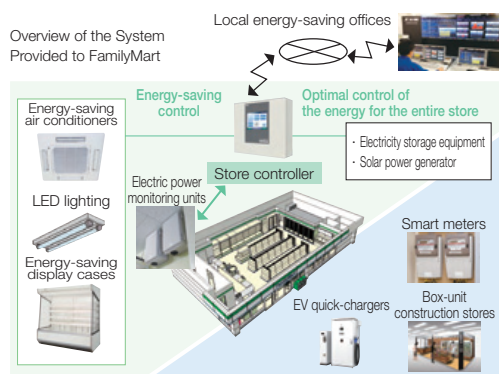 Overview of the System
Provided to FamilyMart
Local energy-saving offices
Energy-saving
air conditioners
LED lighting
Energy-saving
display cases
Energy-saving
control
Optimal control of
the energy for the entire store
・Electricity storage equipment
・Solar power generator
Store controller
Electric power
monitoring units
Smart meters
EV quick-chargers
Box-unit
construction stores